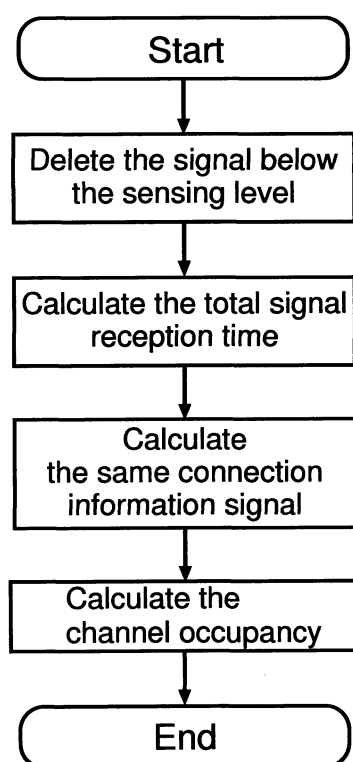 Start
Delete the signal below
the sensing level
Calculate the total signal
reception time
Calculate
the same connection
information signal
Calculate the
channel occupancy
End